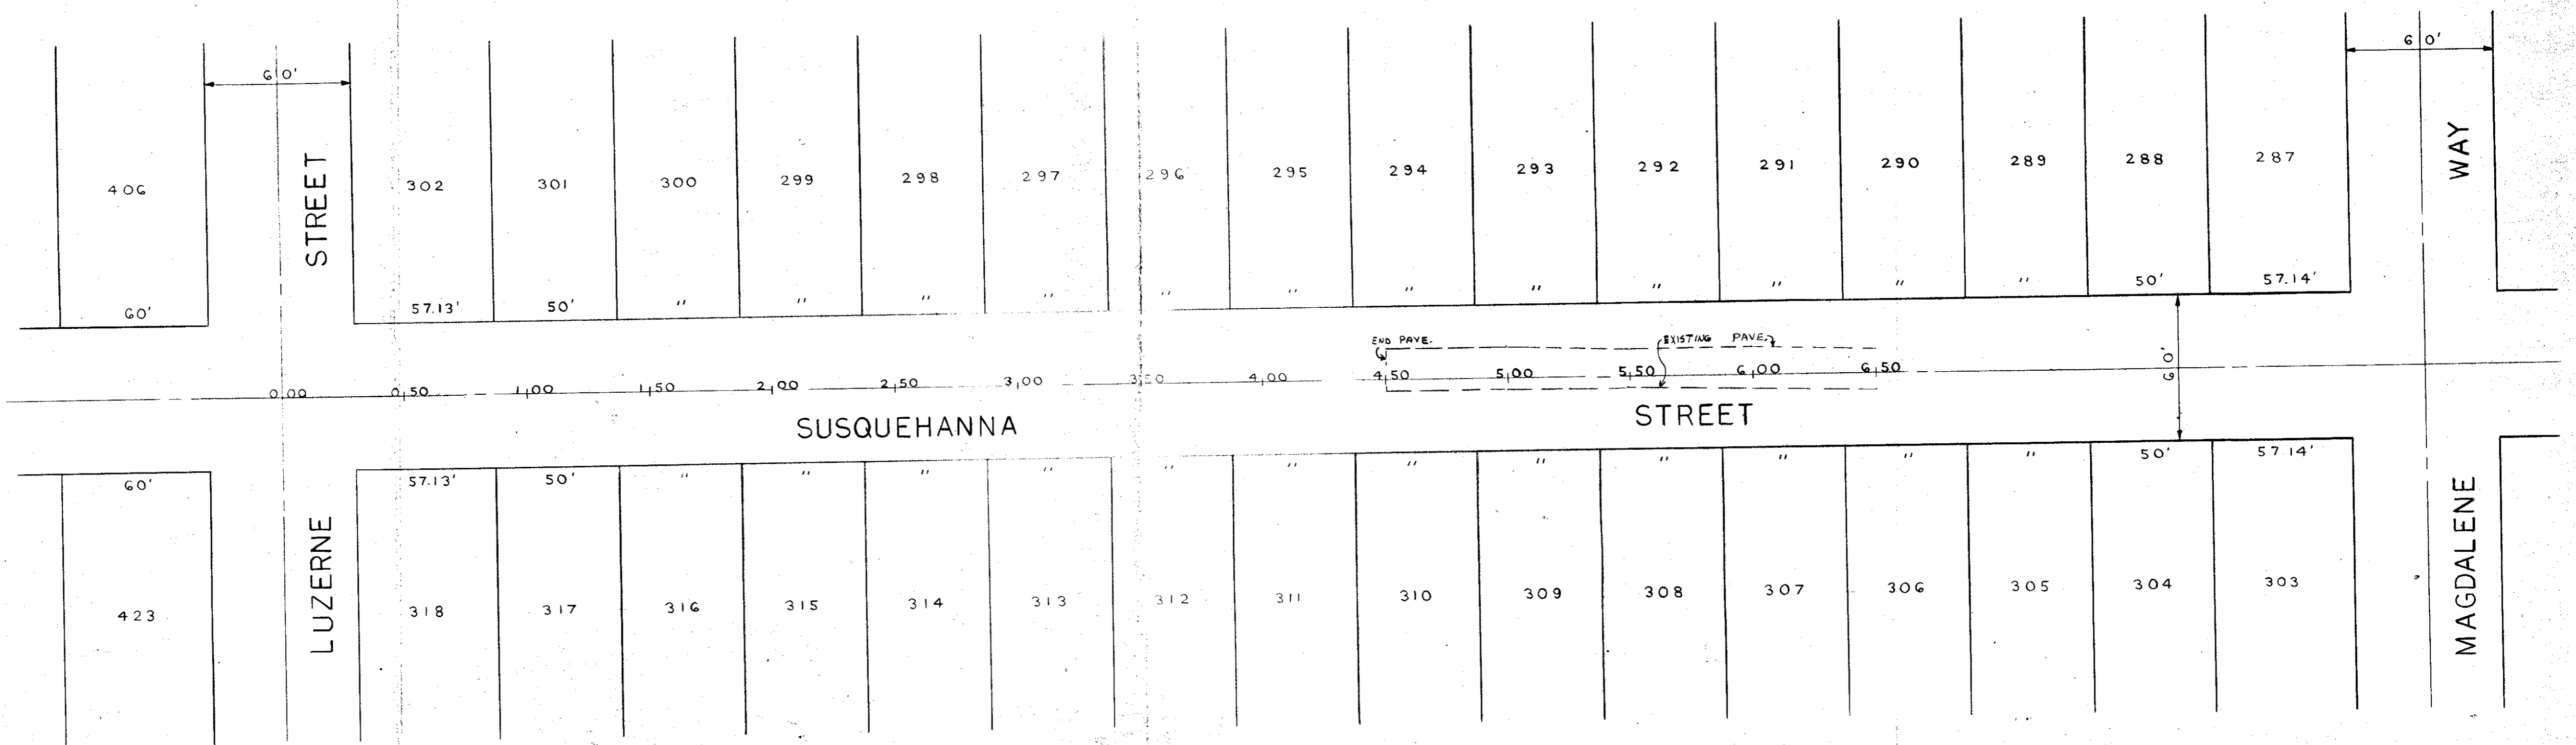 60' 60'
406 STREET 302 301 300 299 298 297 296 295 294 293 292 291 290 289 288 287 WAY
60' 57.13' 50' " " " " " " " " " " " " 50' 57.14'
END PAVE. EXISTING PAVE.
60'
0,00 0,50 1,00 1,50 2,00 2,50 3,00 3,50 4,00 4,50 5,00 5,50 6,00 6,50
SUSQUEHANNA STREET
60' 57.13' 50' " " " " " " " " " " " " 50' 57.14'
423 LUZERNE 318 317 316 315 314 313 312 311 310 309 308 307 306 305 304 303 MAGDALENE